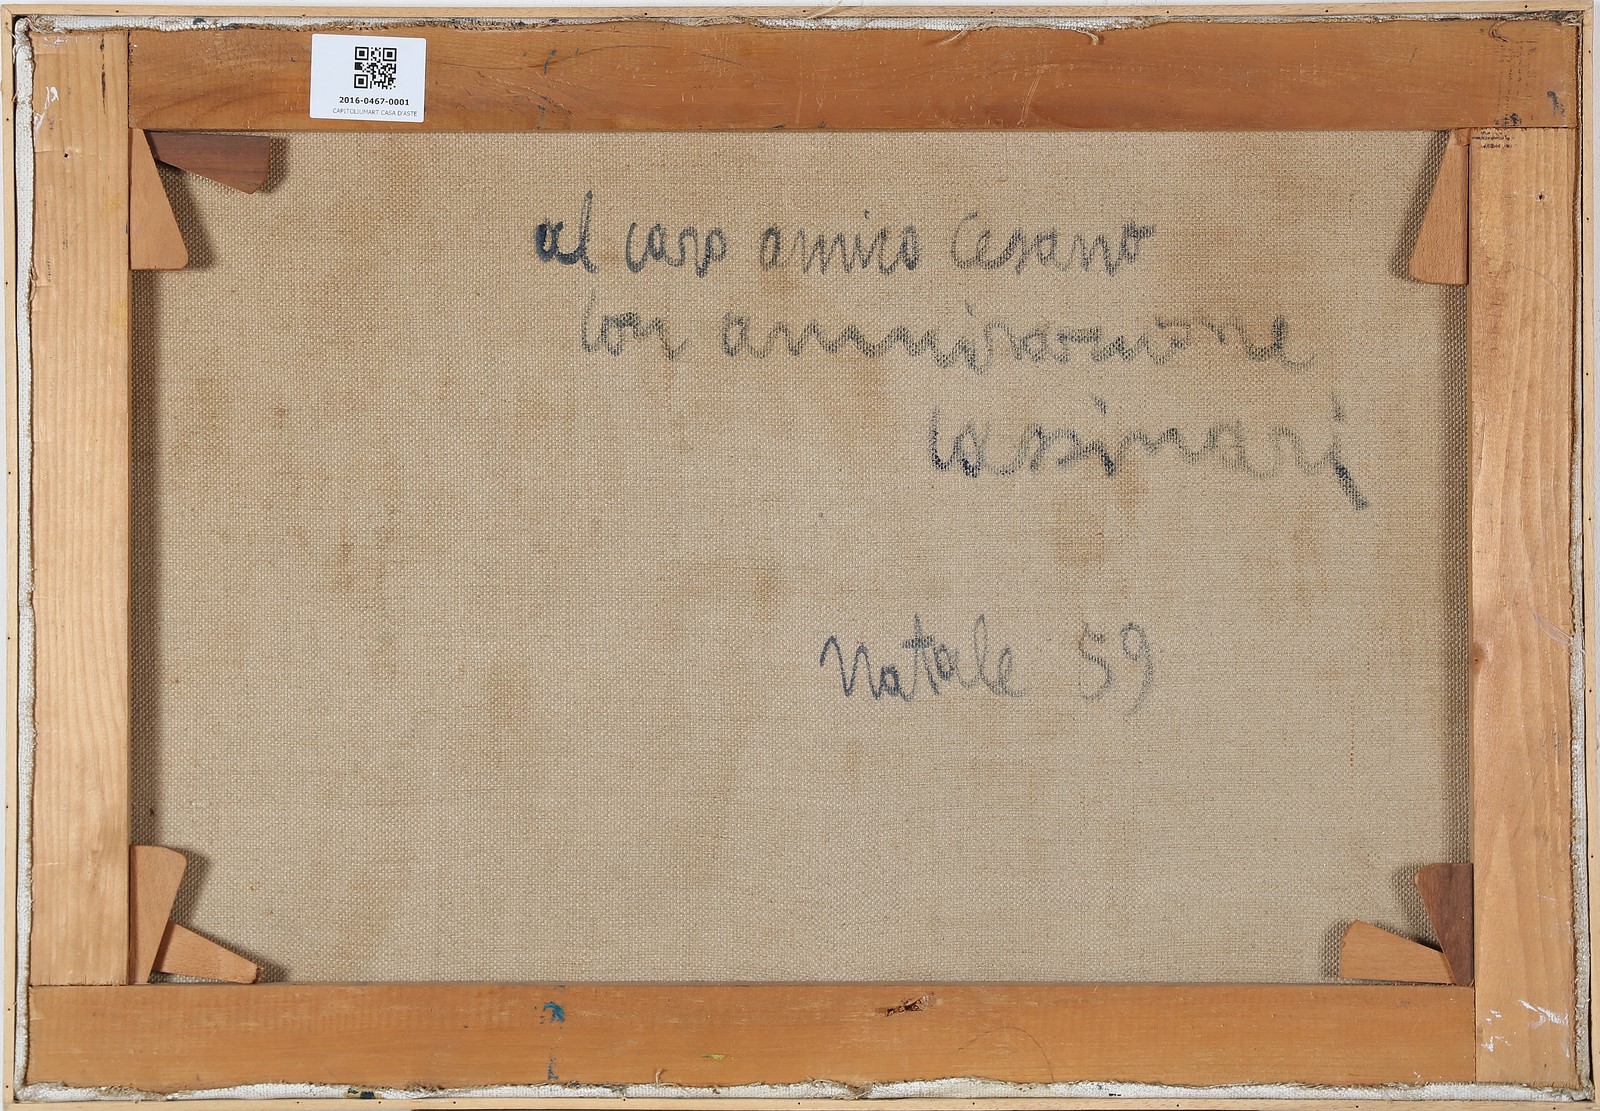 2016-0467-0001
CAPITOLIUMART CASA D'ASTE
al caro amico Cesano
con ammirazione
Cassinari
Natale 59